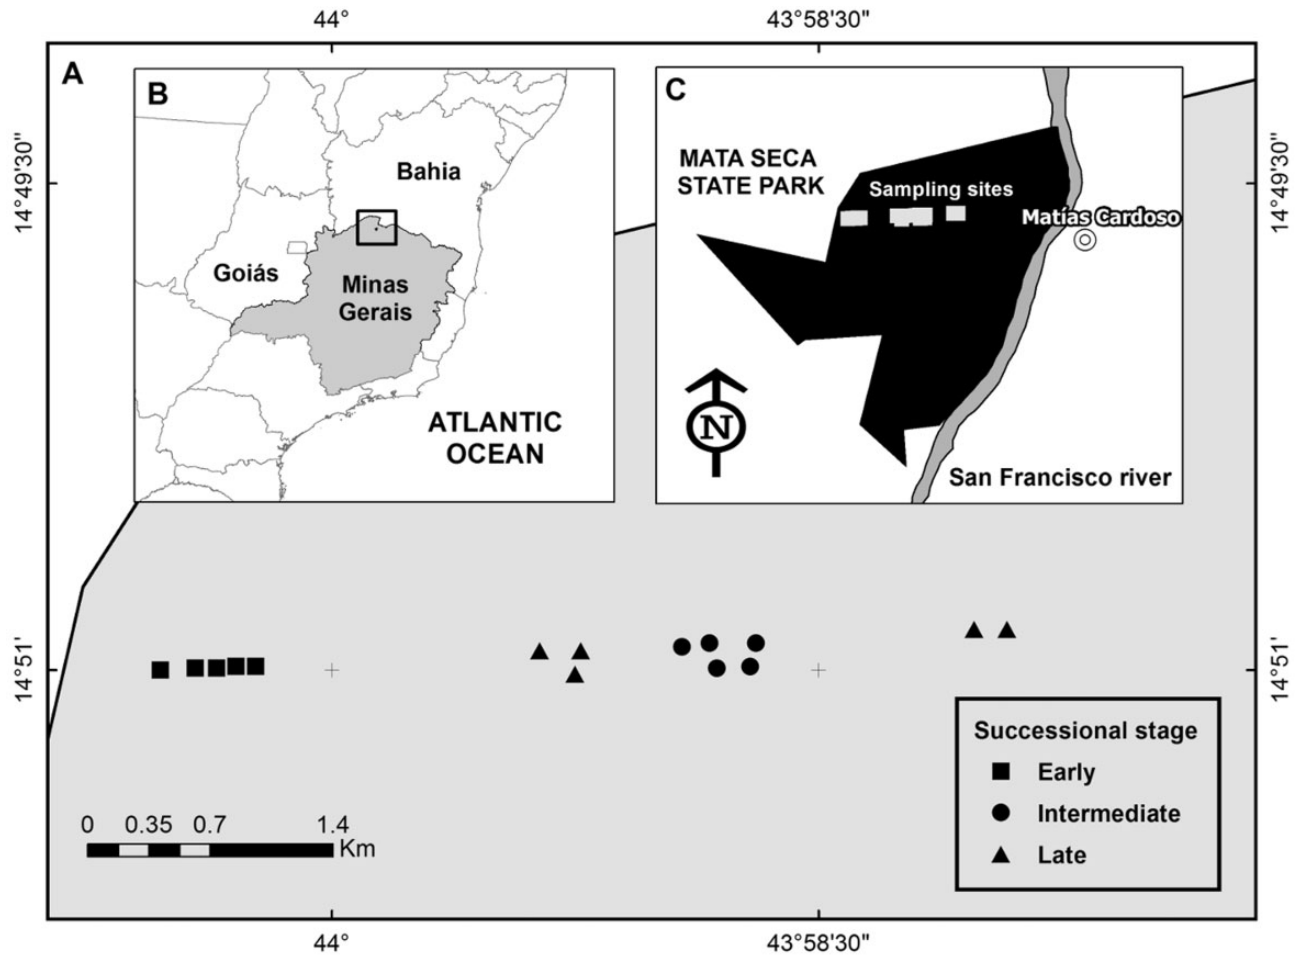 44°
43°58'30"
A
B
C
14°49'30"
14°49'30"
Bahia
Goiás
Minas
Gerais
ATLANTIC
OCEAN
MATA SECA
STATE PARK
Sampling sites
Matías Cardoso
N
San Francisco river
14°51'
14°51'
Successional stage
Early
Intermediate
Late
0 0.35 0.7 1.4
Km
44°
43°58'30"